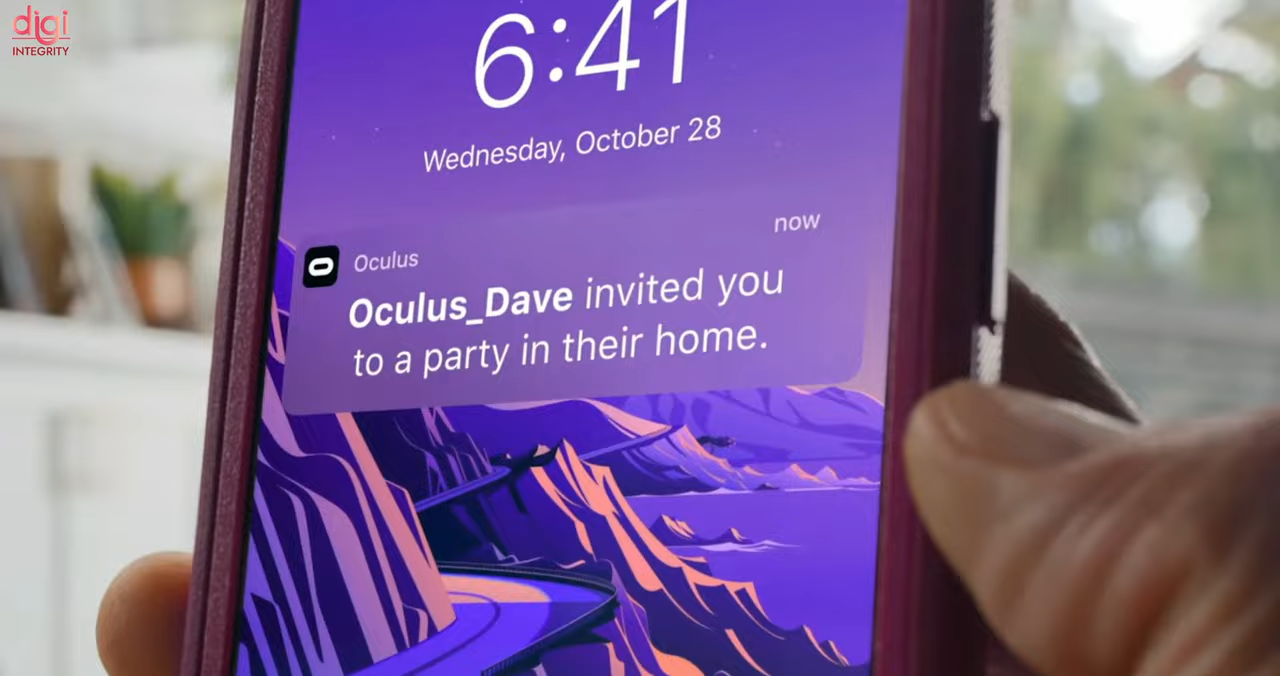 digi
INTEGRITY
6:41
Wednesday, October 28
now
Oculus
Oculus_Dave invited you
to a party in their home.